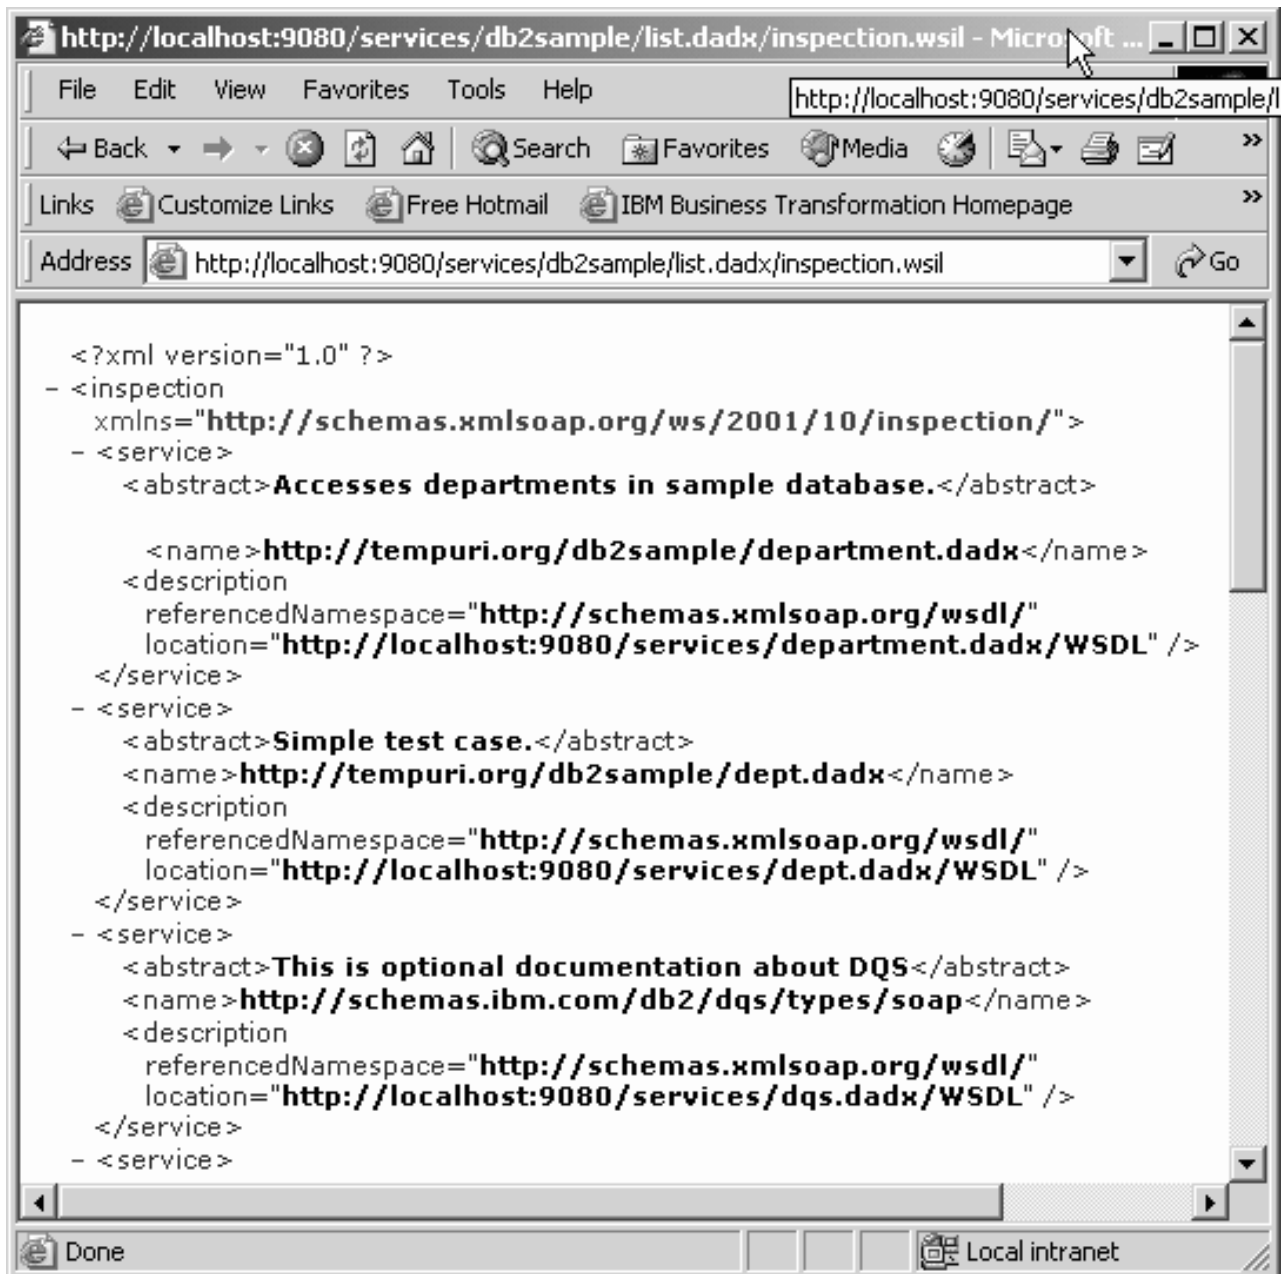 http://localhost:9080/services/db2sample/list.dadx/inspection.wsil - Microsoft ...
File Edit View Favorites Tools Help
http://localhost:9080/services/db2sample/l
Back Search Favorites Media »
Links Customize Links Free Hotmail IBM Business Transformation Homepage »
Address http://localhost:9080/services/db2sample/list.dadx/inspection.wsil Go
<?xml version="1.0" ?>
- <inspection
xmlns="http://schemas.xmlsoap.org/ws/2001/10/inspection/">
- <service>
<abstract>Accesses departments in sample database.</abstract>
<name>http://tempuri.org/db2sample/department.dadx</name>
<description
referencedNamespace="http://schemas.xmlsoap.org/wsdl/"
location="http://localhost:9080/services/department.dadx/WSDL" />
</service>
- <service>
<abstract>Simple test case.</abstract>
<name>http://tempuri.org/db2sample/dept.dadx</name>
<description
referencedNamespace="http://schemas.xmlsoap.org/wsdl/"
location="http://localhost:9080/services/dept.dadx/WSDL" />
</service>
- <service>
<abstract>This is optional documentation about DQS</abstract>
<name>http://schemas.ibm.com/db2/dqs/types/soap</name>
<description
referencedNamespace="http://schemas.xmlsoap.org/wsdl/"
location="http://localhost:9080/services/dqs.dadx/WSDL" />
</service>
- <service>
Done Local intranet